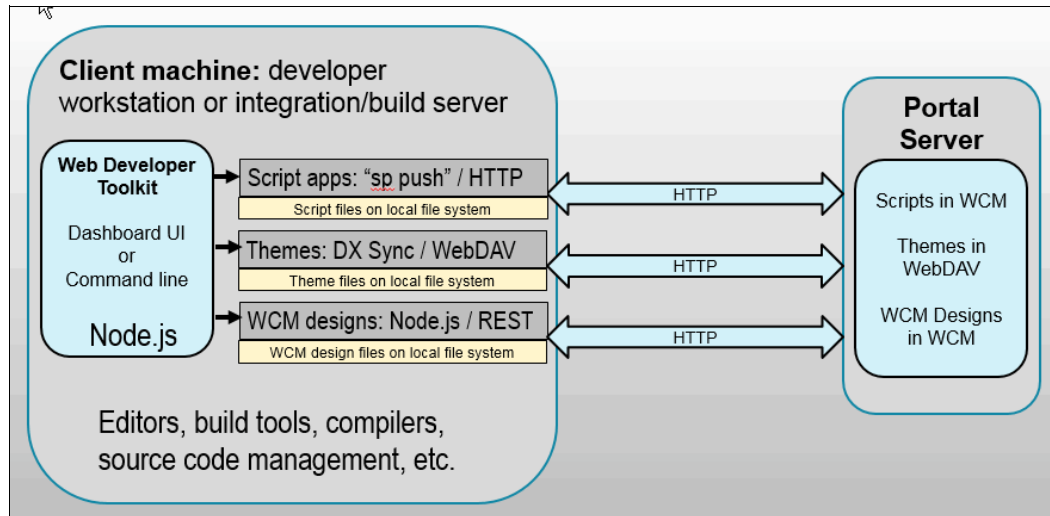 Client machine: developer
workstation or integration/build server
Web Developer
Toolkit
Dashboard UI
or
Command line
Node.js
Script apps: “sp push” / HTTP
Script files on local file system
Themes: DX Sync / WebDAV
Theme files on local file system
WCM designs: Node.js / REST
WCM design files on local file system
Editors, build tools, compilers,
source code management, etc.
HTTP
HTTP
HTTP
Portal
Server
Scripts in WCM
Themes in
WebDAV
WCM Designs
in WCM